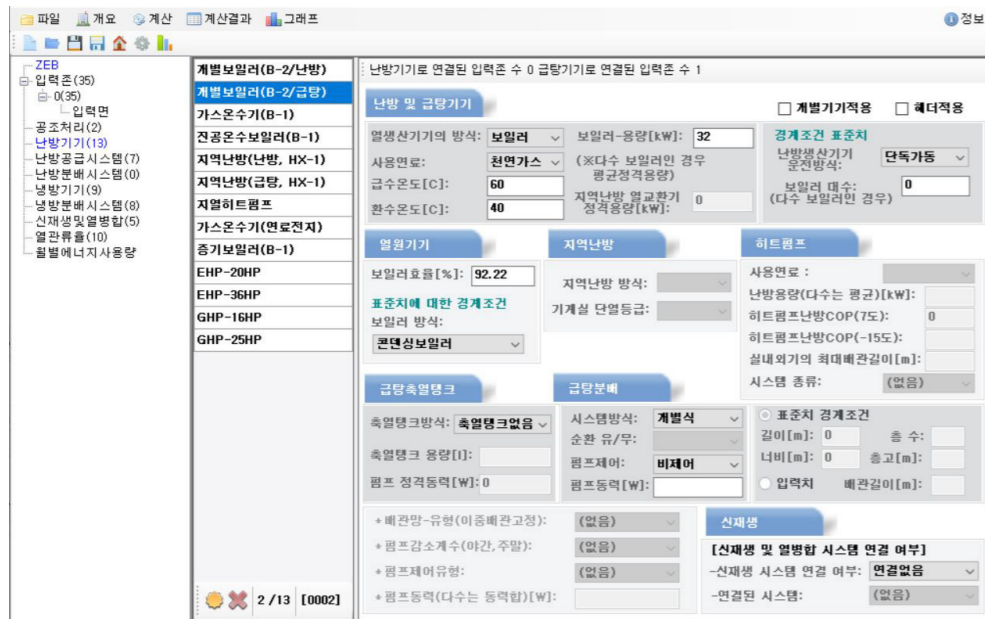 파일 개요 계산 계산결과 그래프 정보
ZEB
입력존(35)
0(35)
입력면
공조처리(2)
난방기기(13)
난방공급시스템(7)
난방분배시스템(0)
냉방기기(9)
냉방분배시스템(8)
신재생및열병합(5)
열관류율(10)
월별에너지사용량
개별보일러(B-2/난방)
개별보일러(B-2/급탕)
가스온수기(B-1)
진공온수보일러(B-1)
지역난방(난방, HX-1)
지역난방(급탕, HX-1)
지열히트펌프
가스온수기(연료전지)
증기보일러(B-1)
EHP-20HP
EHP-36HP
GHP-16HP
GHP-25HP
2 /13 [0002]
난방기기로 연결된 입력존 수 0 급탕기기로 연결된 입력존 수 1
난방 및 급탕기기
개별기기적용 헤더적용
열생산기기의 방식: 보일러
사용연료: 천연가스
급수온도[C]: 60
환수온도[C]: 40
보일러-용량[kW]: 32
(※다수 보일러인 경우
평균정격용량)
지역난방 열교환기
정격용량[kW]: 0
경계조건 표준치
난방생산기기
운전방식: 단독가동
보일러 대수: 0
(다수 보일러인 경우)
열원기기
보일러효율[%]: 92.22
표준치에 대한 경계조건
보일러 방식:
콘덴싱보일러
지역난방
지역난방 방식:
기계실 단열등급:
히트펌프
사용연료 :
난방용량(다수는 평균)[kW]:
히트펌프난방COP(7도): 0
히트펌프난방COP(-15도):
실내외기의 최대배관길이[m]:
시스템 종류: (없음)
급탕축열탱크
축열탱크방식: 축열탱크없음
축열탱크 용량[l]:
펌프 정격동력[W]: 0
급탕분배
시스템방식: 개별식
순환 유/무:
펌프제어: 비제어
펌프동력[W]:
표준치 경계조건
길이[m]: 0 층 수:
너비[m]: 0 층고[m]:
입력치 배관길이[m]:
*배관망-유형(이중배관고정): (없음)
*펌프감소계수(야간,주말): (없음)
*펌프제어유형: (없음)
*펌프동력(다수는 동력합)[W]:
신재생
[신재생 및 열병합 시스템 연결 여부]
-신재생 시스템 연결 여부: 연결없음
-연결된 시스템: (없음)